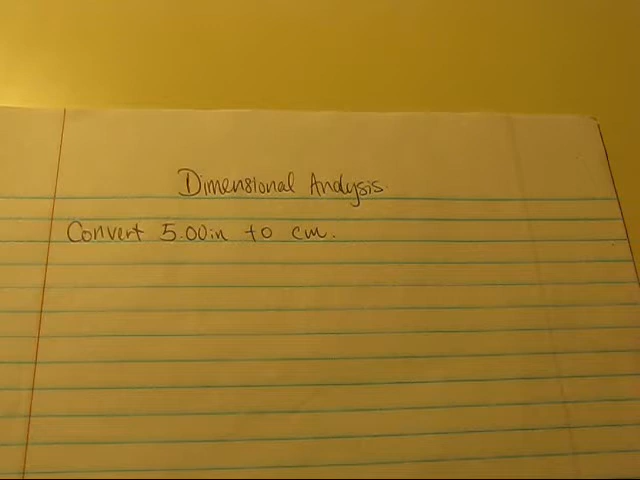 Dimensional Analysis.
Convert 5.00in to cm.